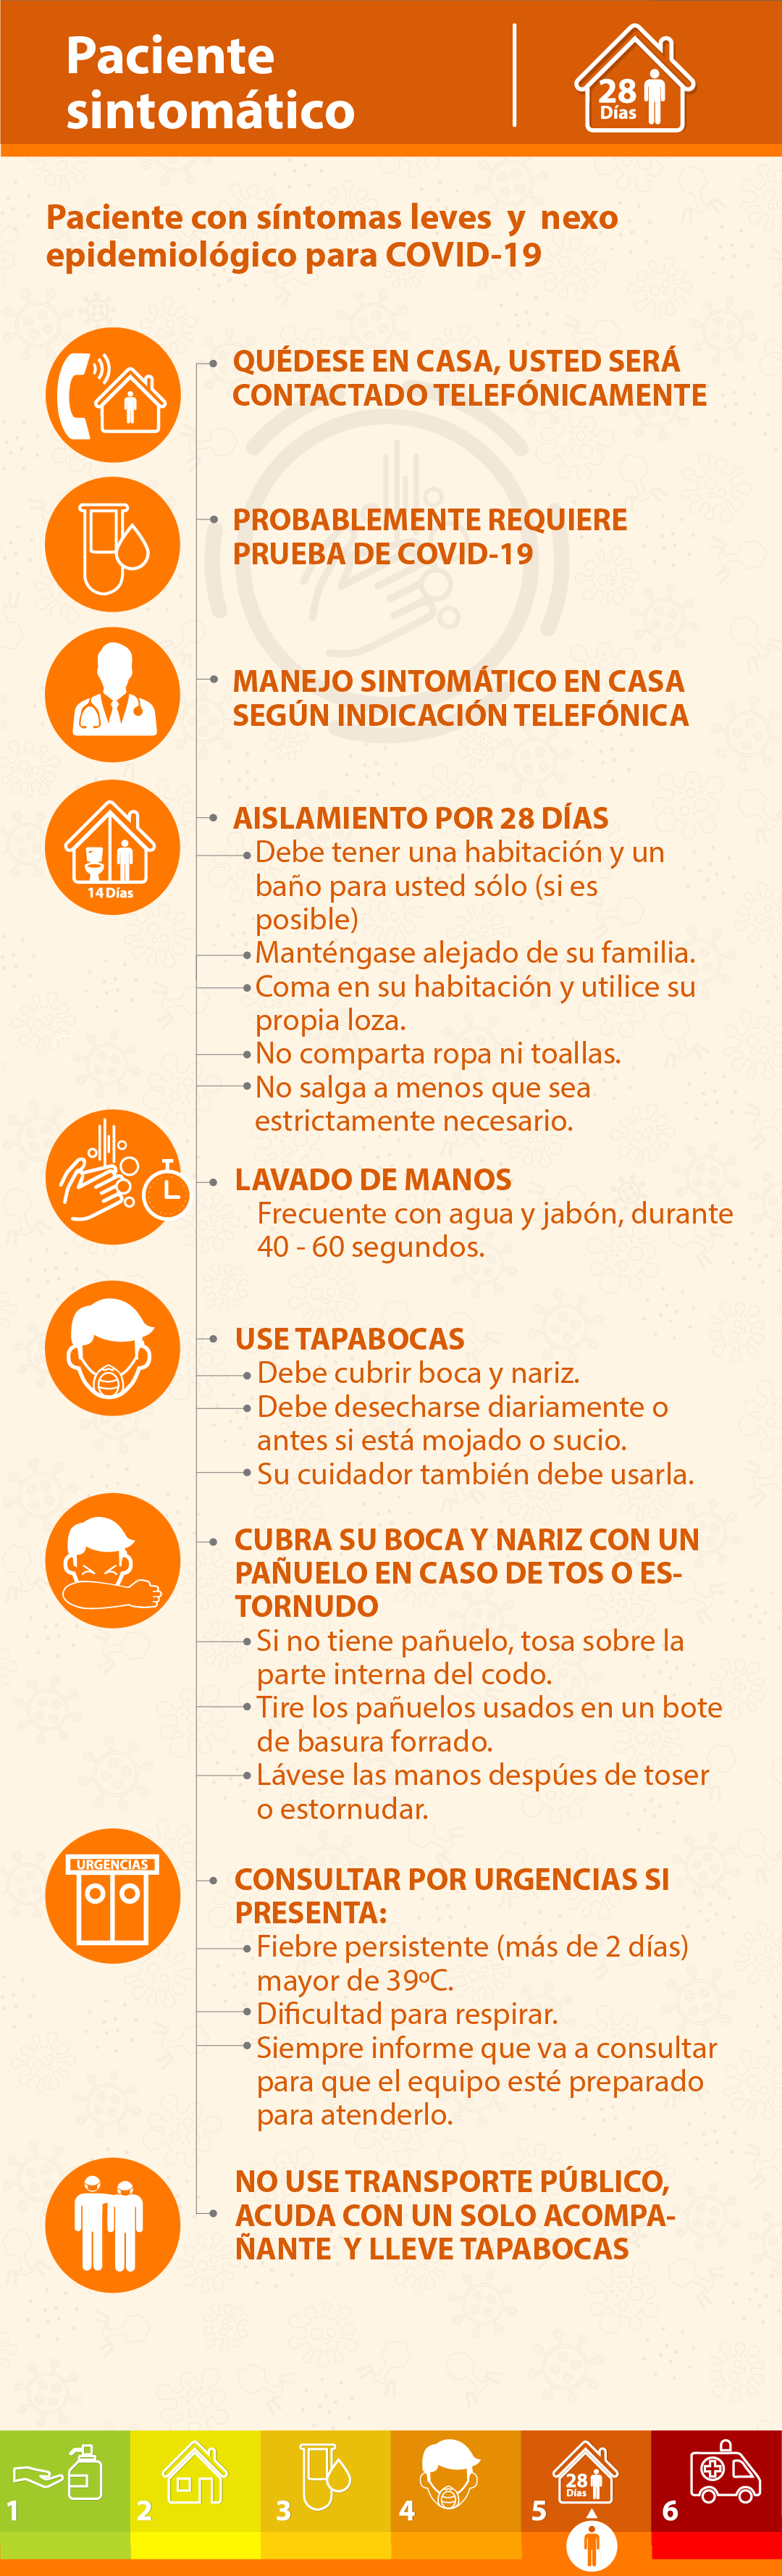 Paciente
sintomático
28
Días
Paciente con síntomas leves y nexo
epidemiológico para COVID-19
QUÉDESE EN CASA, USTED SERÁ
CONTACTADO TELEFÓNICAMENTE
PROBABLEMENTE REQUIERE
PRUEBA DE COVID-19
MANEJO SINTOMÁTICO EN CASA
SEGÚN INDICACIÓN TELEFÓNICA
14 Días
AISLAMIENTO POR 28 DÍAS
Debe tener una habitación y un
baño para usted sólo (si es
posible)
Manténgase alejado de su familia.
Coma en su habitación y utilice su
propia loza.
No comparta ropa ni toallas.
No salga a menos que sea
estrictamente necesario.
LAVADO DE MANOS
Frecuente con agua y jabón, durante
40 - 60 segundos.
USE TAPABOCAS
Debe cubrir boca y nariz.
Debe desecharse diariamente o
antes si está mojado o sucio.
Su cuidador también debe usarla.
CUBRA SU BOCA Y NARIZ CON UN
PAÑUELO EN CASO DE TOS O ES-
TORNUDO
Si no tiene pañuelo, tosa sobre la
parte interna del codo.
Tire los pañuelos usados en un bote
de basura forrado.
Lávese las manos despúes de toser
o estornudar.
URGENCIAS
CONSULTAR POR URGENCIAS SI
PRESENTA:
Fiebre persistente (más de 2 días)
mayor de 39ºC.
Dificultad para respirar.
Siempre informe que va a consultar
para que el equipo esté preparado
para atenderlo.
NO USE TRANSPORTE PÚBLICO,
ACUDA CON UN SOLO ACOMPA-
ÑANTE Y LLEVE TAPABOCAS
28
Días
1 2 3 4 5 6